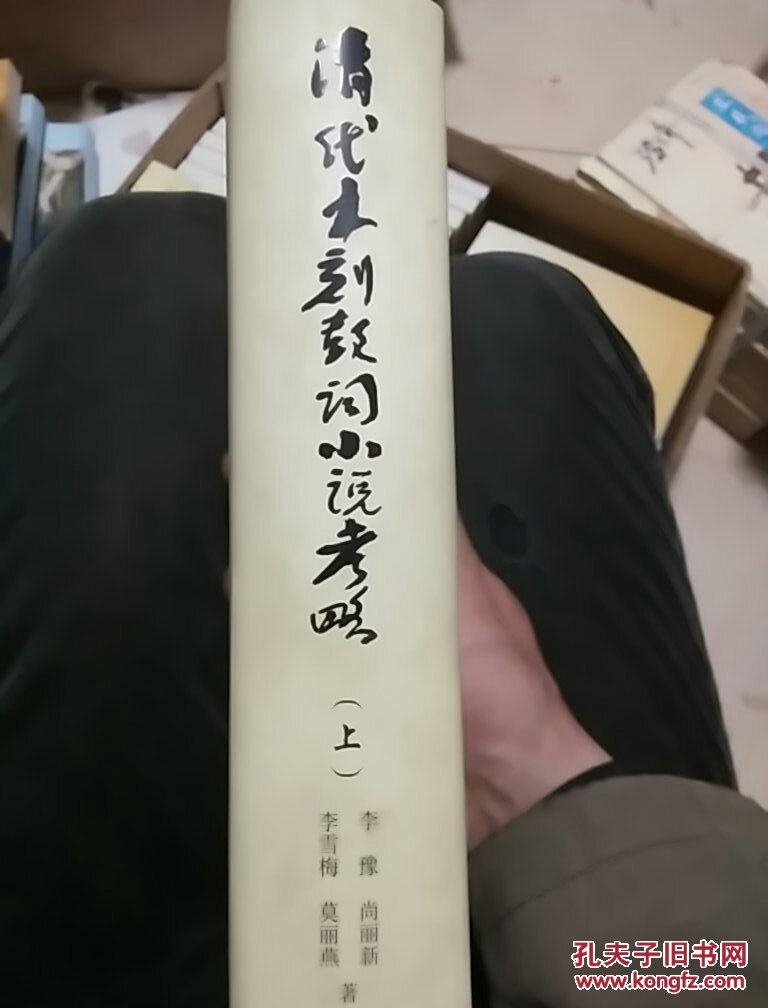 清代木刻鼓词小说考略
（上）
李豫 尚丽新
李雪梅 莫丽燕
著
孔夫子旧书网
www.kongfz.com